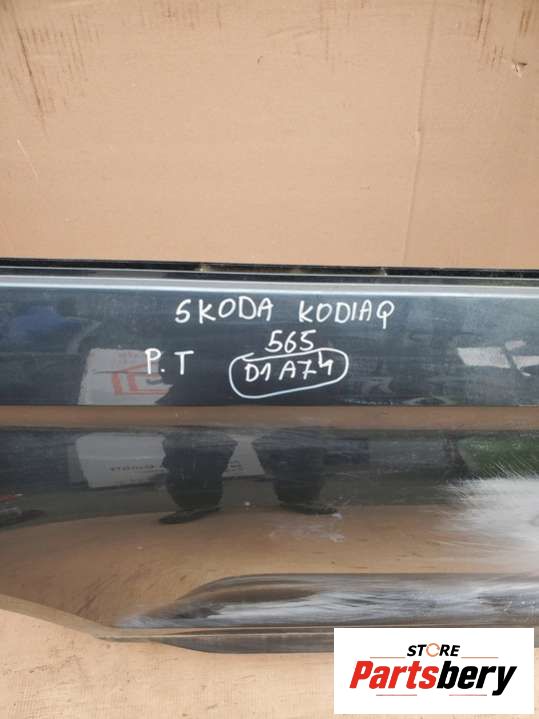 SKODA KODIAQ
565
P.T D1A74
STORE
Partsbery